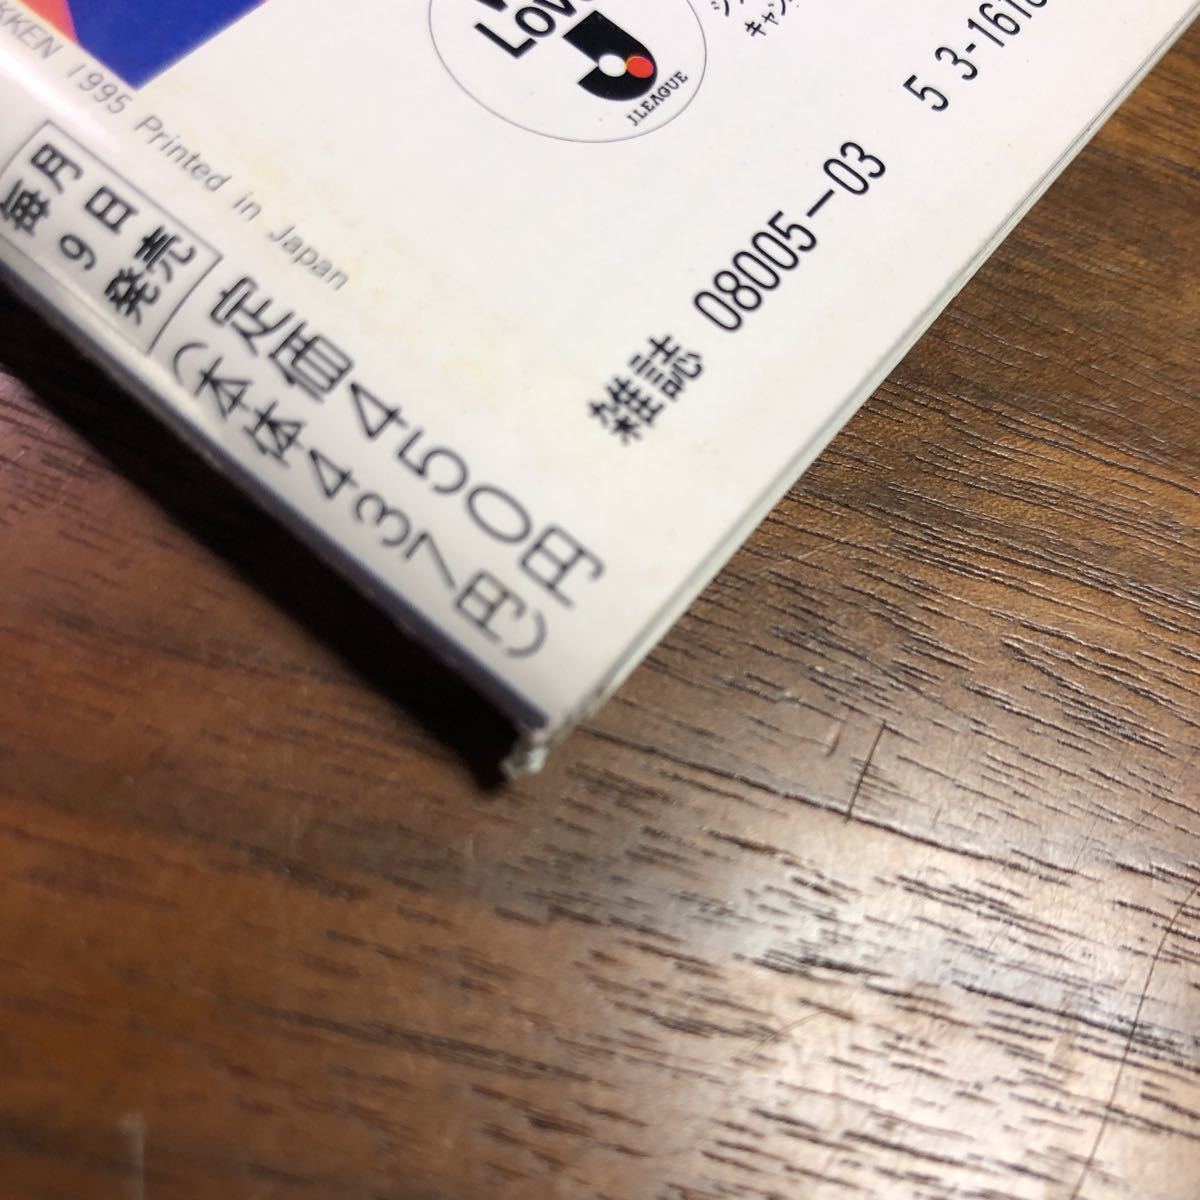 Love
J.LEAGUE
1995 Printed in Japan
毎月
9日
発売
定価450円
(本体437円)
雑誌 08005-03